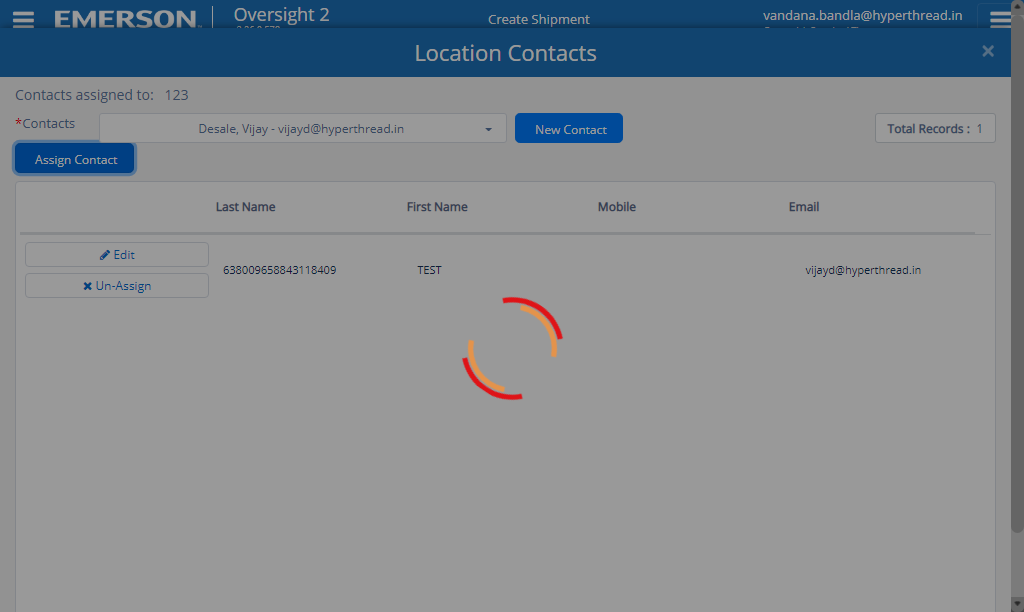 EMERSON
Oversight 2
Create Shipment
vandana.bandla@hyperthread.in
Location Contacts
×
Contacts assigned to: 123
*Contacts
Desale, Vijay - vijayd@hyperthread.in
New Contact
Total Records : 1
Assign Contact
Last Name First Name Mobile Email
Edit
638009658843118409 TEST vijayd@hyperthread.in
Un-Assign